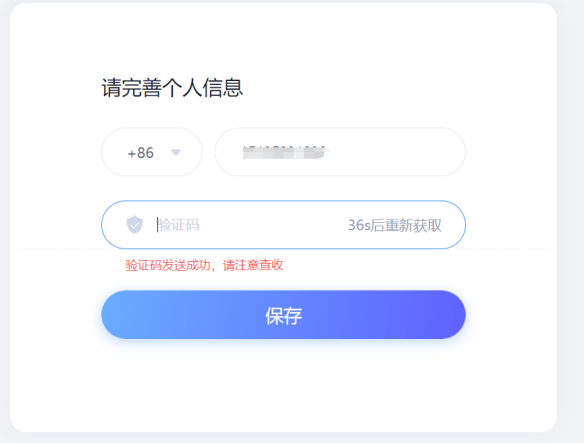 请完善个人信息
+86
验证码 36s后重新获取
验证码发送成功，请注意查收
保存